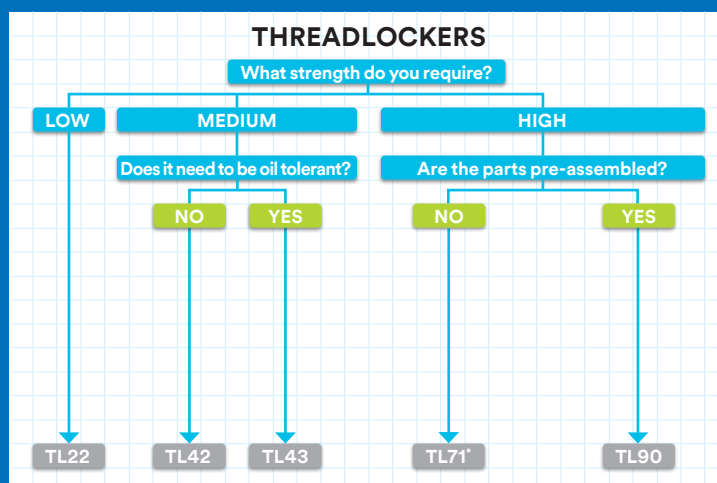 THREADLOCKERS
What strength do you require?
LOW
MEDIUM
HIGH
Does it need to be oil tolerant?
Are the parts pre-assembled?
NO
YES
NO
YES
TL22
TL42
TL43
TL71*
TL90